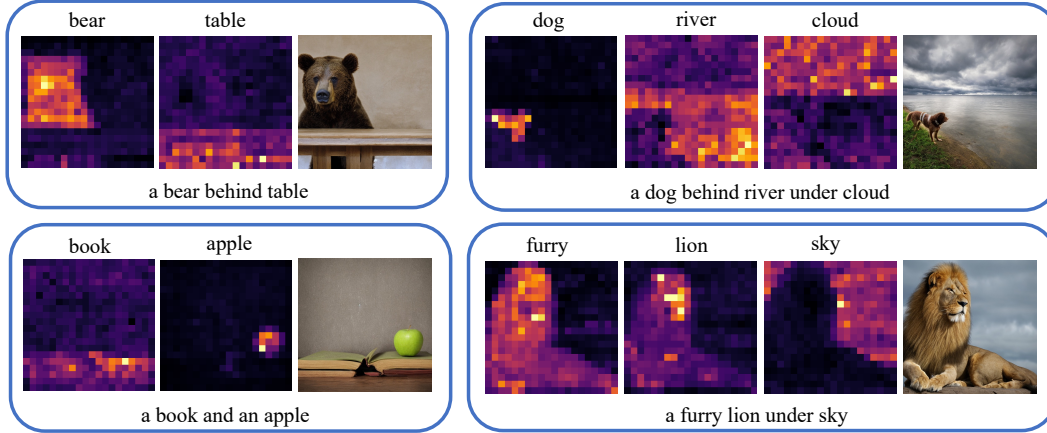 bear table
a bear behind table
dog river cloud
a dog behind river under cloud
book apple
a book and an apple
furry lion sky
a furry lion under sky